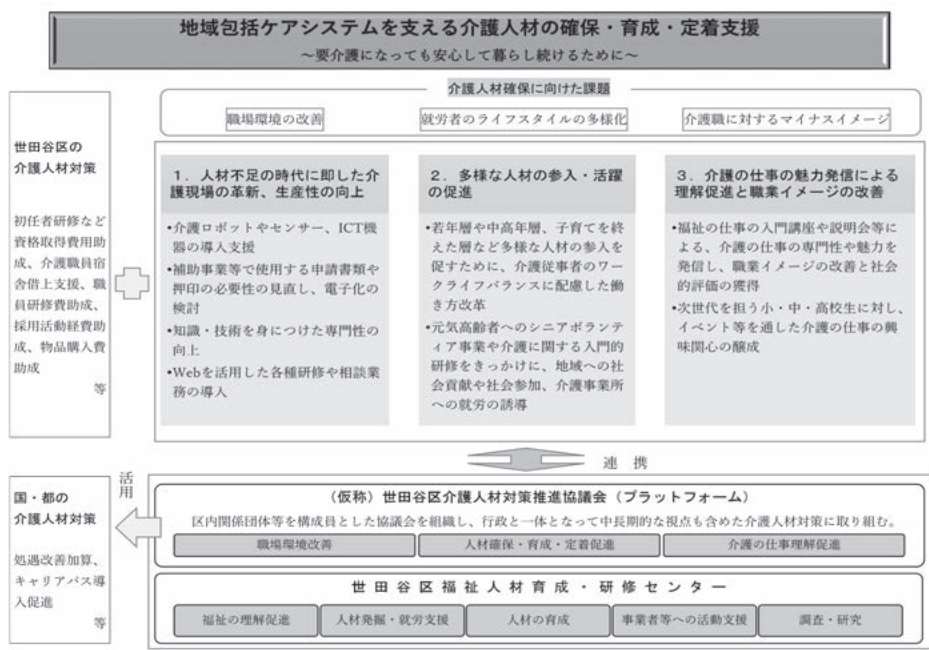 地域包括ケアシステムを支える介護人材の確保・育成・定着支援
～要介護になっても安心して暮らし続けるために～
介護人材確保に向けた課題
職場環境の改善
就労者のライフスタイルの多様化
介護職に対するマイナスイメージ
世田谷区の
介護人材対策
初任者研修など
資格取得費用助
成、介護職員宿
舎借上支援、職
員研修費助成、
採用活動経費助
成、物品購入費
助成
等
1．人材不足の時代に即した介
護現場の革新、生産性の向上
•介護ロボットやセンサー、ICT機
器の導入支援
•補助事業等で使用する申請書類や
押印の必要性の見直し、電子化の
検討
•知識・技術を身につけた専門性の
向上
•Webを活用した各種研修や相談業
務の導入
2．多様な人材の参入・活躍
の促進
•若年層や中高年層、子育てを終
えた層など多様な人材の参入を
促すために、介護従事者のワー
クライフバランスに配慮した働
き方改革
•元気高齢者へのシニアボランテ
ィア事業や介護に関する入門的
研修をきっかけに、地域への社
会貢献や社会参加、介護事業所
への就労の誘導
3．介護の仕事の魅力発信による
理解促進と職業イメージの改善
•福祉の仕事の入門講座や説明会等に
よる、介護の仕事の専門性や魅力を
発信し、職業イメージの改善と社会
的評価の獲得
•次世代を担う小・中・高校生に対し、
イベント等を通した介護の仕事の興
味関心の醸成
連携
活用
国・都の
介護人材対策
処遇改善加算、
キャリアパス導
入促進
等
（仮称）世田谷区介護人材対策推進協議会（プラットフォーム）
区内関係団体等を構成員とした協議会を組織し、行政と一体となって中長期的な視点も含めた介護人材対策に取り組む。
職場環境改善
人材確保・育成・定着促進
介護の仕事理解促進
世田谷区福祉人材育成・研修センター
福祉の理解促進
人材発掘・就労支援
人材の育成
事業者等への活動支援
調査・研究